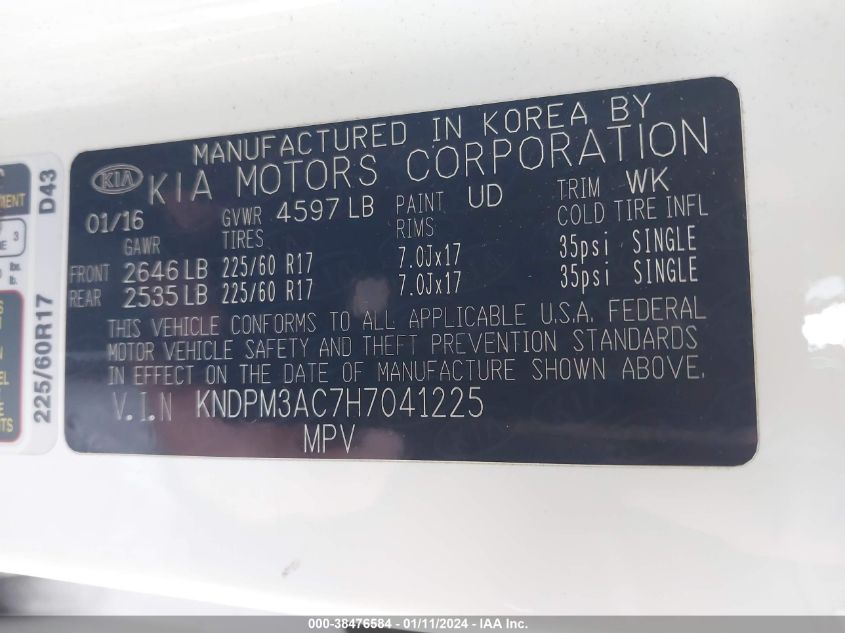 MANUFACTURED IN KOREA BY
KIA KIA MOTORS CORPORATION
01/16 GVWR 4597 LB PAINT UD TRIM WK
GAWR TIRES RIMS COLD TIRE INFL
FRONT 2646 LB 225/60 R17 7.0Jx17 35psi SINGLE
REAR 2535 LB 225/60 R17 7.0Jx17 35psi SINGLE
THIS VEHICLE CONFORMS TO ALL APPLICABLE U.S.A. FEDERAL
MOTOR VEHICLE SAFETY AND THEFT PREVENTION STANDARDS
IN EFFECT ON THE DATE OF MANUFACTURE SHOWN ABOVE.
V.I.N KNDPM3AC7H7041225
MPV
D43
225/60R17
000-38476584 - 01/11/2024 - IAA Inc.